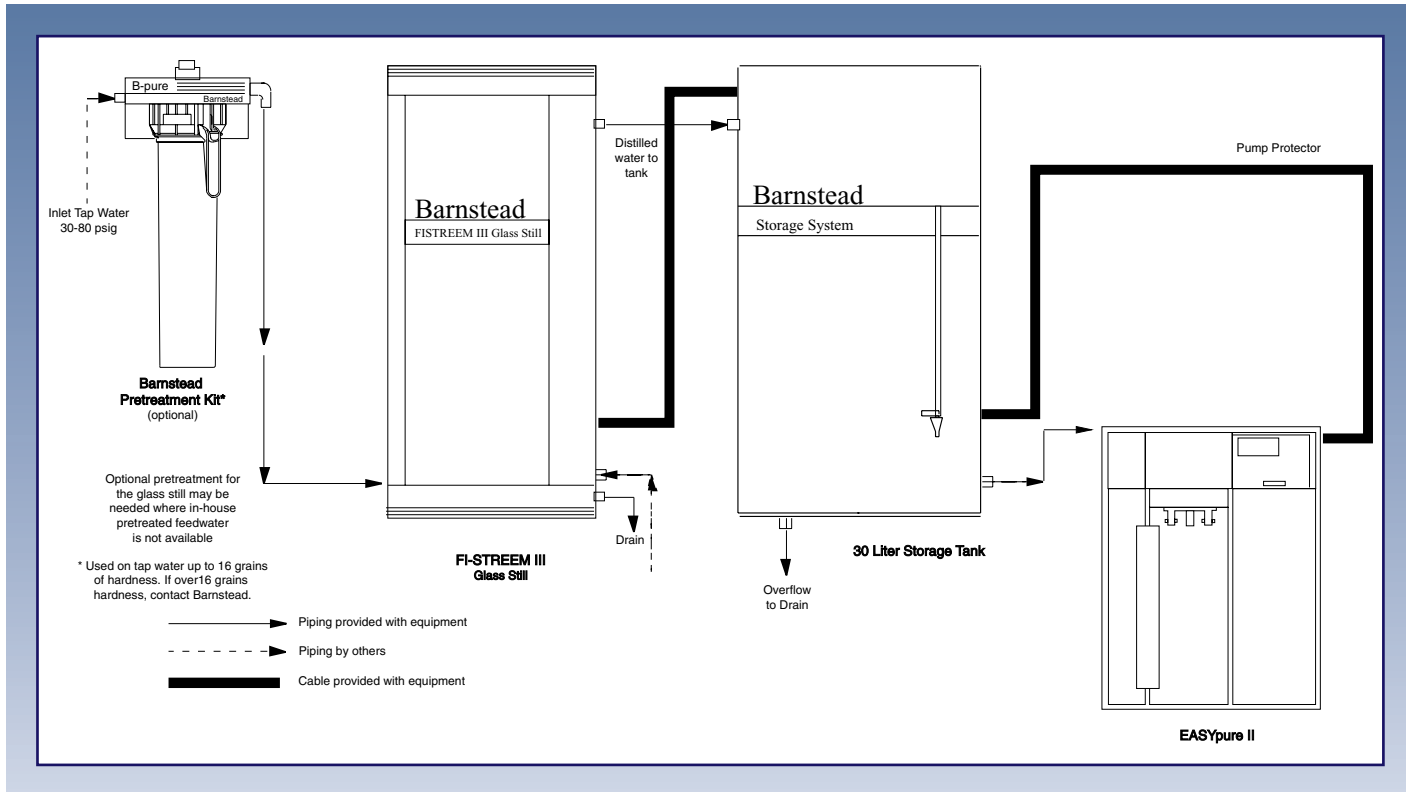 B-pure
Barnstead
Inlet Tap Water
30-80 psig
Barnstead
Pretreatment Kit*
(optional)
Optional pretreatment for
the glass still may be
needed where in-house
pretreated feedwater
is not available
* Used on tap water up to 16 grains
of hardness. If over16 grains
hardness, contact Barnstead.
Barnstead
FISTREEM III Glass Still
Distilled
water to
tank
Drain
FI-STREEM III
Glass Still
Barnstead
Storage System
30 Liter Storage Tank
Overflow
to Drain
Pump Protector
EASYpure II
Piping provided with equipment
Piping by others
Cable provided with equipment